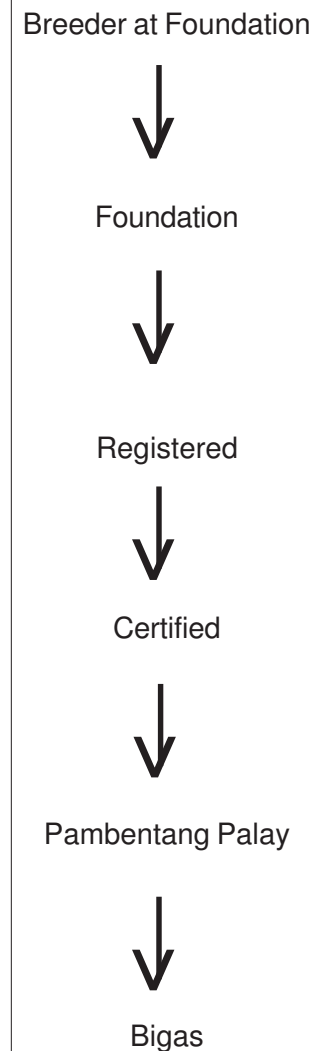 Breeder at Foundation
Foundation
Registered
Certified
Pambentang Palay
Bigas